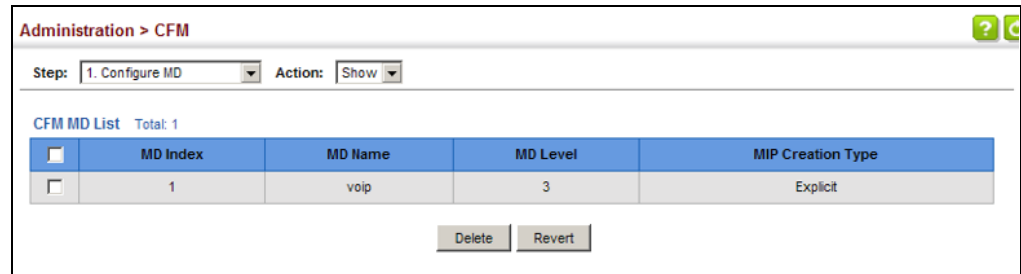 Administration > CFM ?
Step: 1. Configure MD Action: Show
CFM MD List Total: 1
MD Index MD Name MD Level MIP Creation Type
1 voip 3 Explicit
Delete Revert